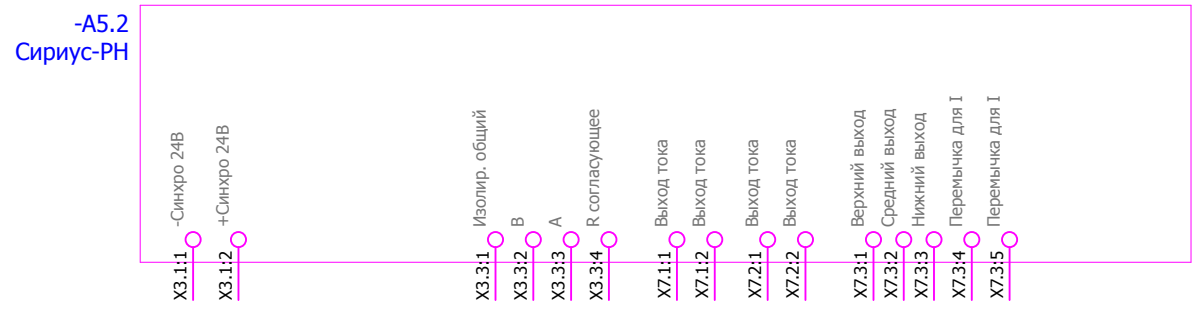 -A5.2
Сириус-РН
-Синхро 24В
+Синхро 24В
Изолир. общий
B
A
R согласующее
Выход тока
Выход тока
Выход тока
Выход тока
Верхний выход
Средний выход
Нижний выход
Перемычка для I
Перемычка для I
X3.1:1
X3.1:2
X3.3:1
X3.3:2
X3.3:3
X3.3:4
X7.1:1
X7.1:2
X7.2:1
X7.2:2
X7.3:1
X7.3:2
X7.3:3
X7.3:4
X7.3:5